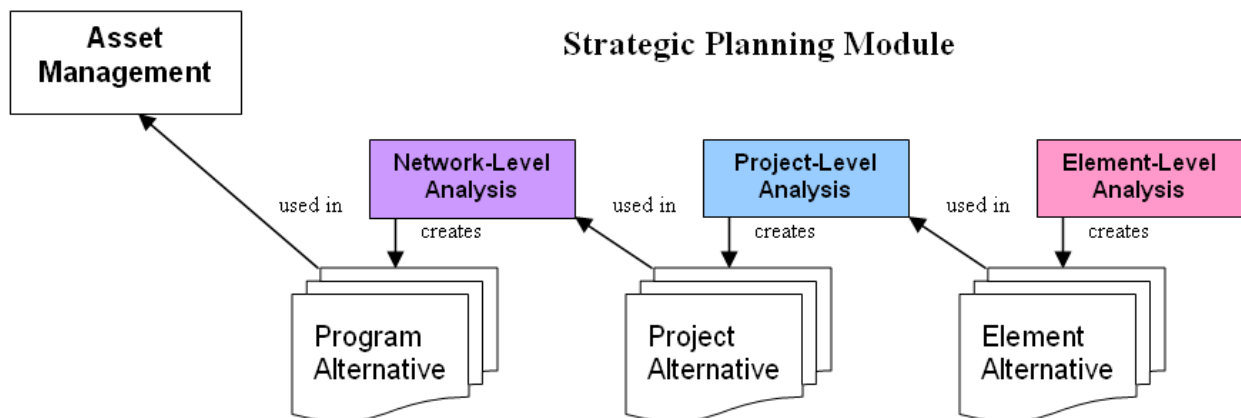 Asset
Management
Strategic Planning Module
Network-Level
Analysis
Project-Level
Analysis
Element-Level
Analysis
used in
used in
used in
creates
creates
creates
Program
Alternative
Project
Alternative
Element
Alternative